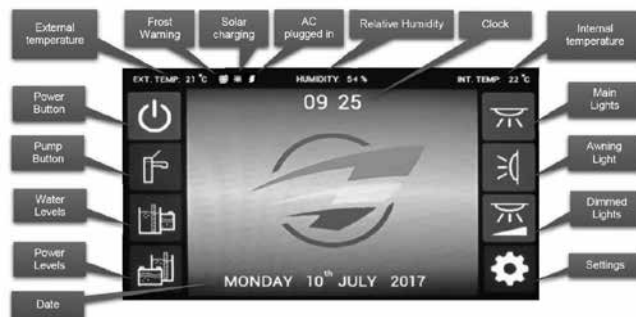 External temperature
Frost Warning
Solar charging
AC plugged in
Relative Humidity
Clock
Internal temperature
EXT. TEMP: 21 °c
HUMIDITY: 54 %
INT. TEMP: 22 °c
09 25
Power Button
Pump Button
Water Levels
Power Levels
Date
Main Lights
Awning Light
Dimmed Lights
Settings
MONDAY 10th JULY 2017